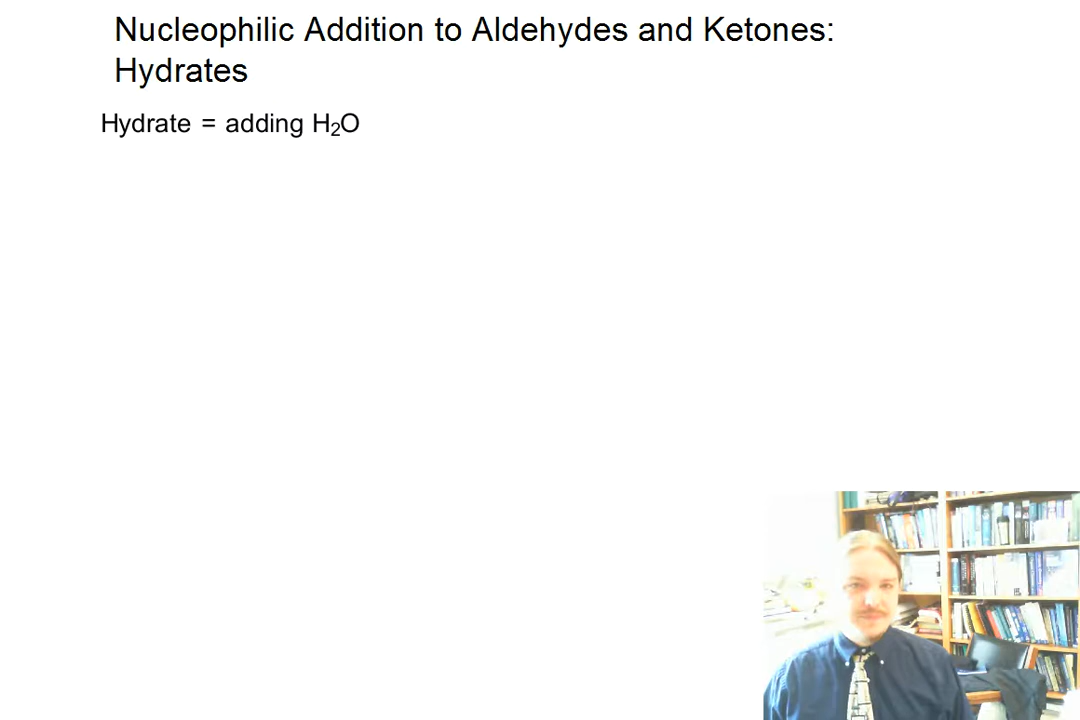 Nucleophilic Addition to Aldehydes and Ketones:
Hydrates
Hydrate = adding H₂O